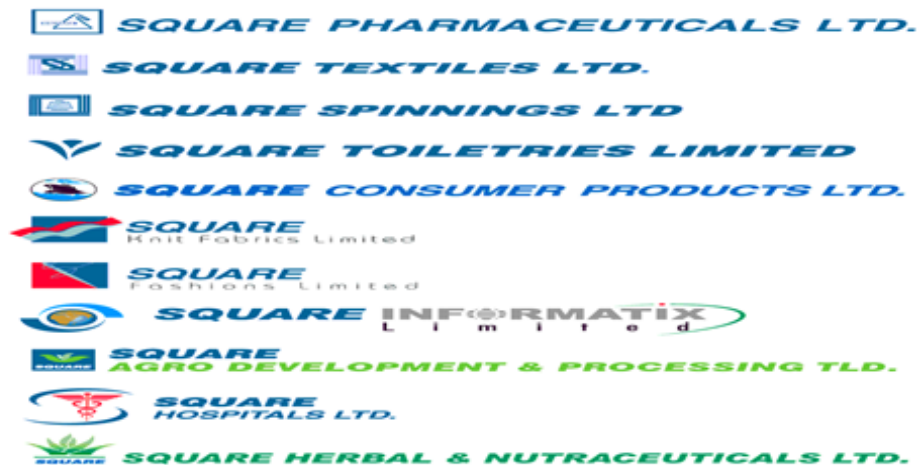 SQUARE PHARMACEUTICALS LTD.
SQUARE TEXTILES LTD.
SQUARE SPINNINGS LTD
SQUARE TOILETRIES LIMITED
SQUARE CONSUMER PRODUCTS LTD.
SQUARE
Knit Fabrics Limited
SQUARE
Fashions Limited
SQUARE INFORMATIX
Limited
SQUARE
SQUARE
AGRO DEVELOPMENT & PROCESSING TLD.
SQUARE
HOSPITALS LTD.
SQUARE
SQUARE HERBAL & NUTRACEUTICALS LTD.